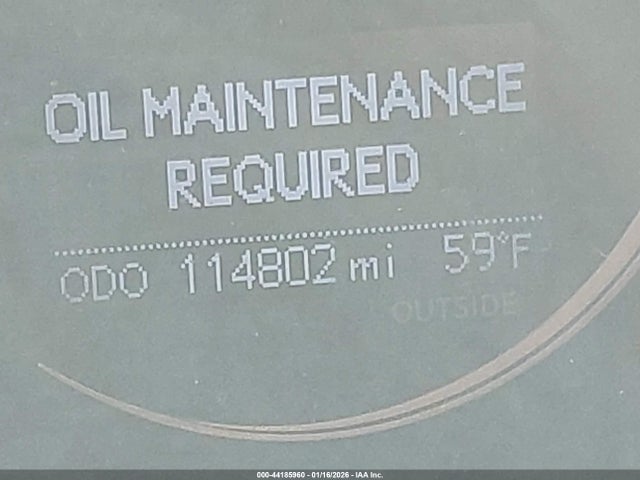 OIL MAINTENANCE
REQUIRED
ODO 114802 mi 59°F
OUTSIDE
000-44185960 - 01/16/2026 - IAA Inc.